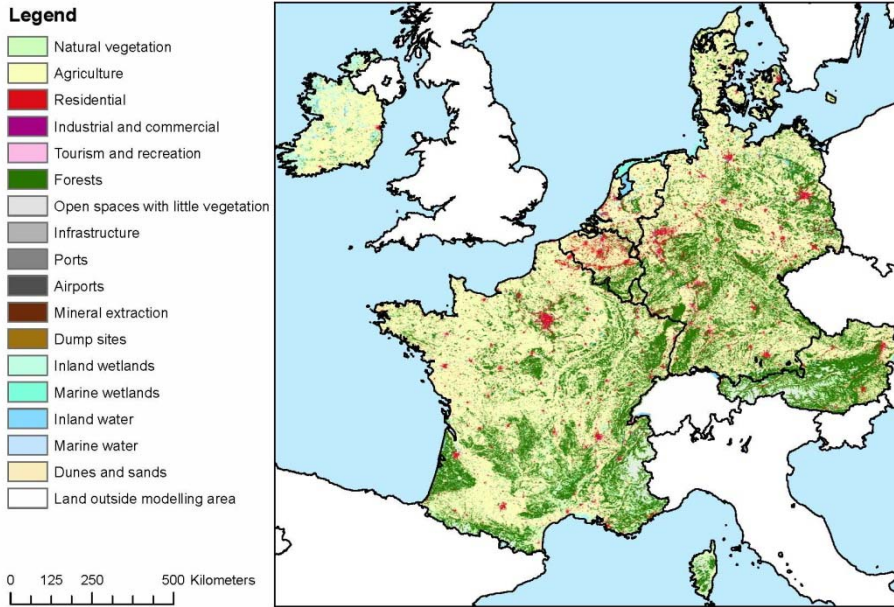 Legend
Natural vegetation
Agriculture
Residential
Industrial and commercial
Tourism and recreation
Forests
Open spaces with little vegetation
Infrastructure
Ports
Airports
Mineral extraction
Dump sites
Inland wetlands
Marine wetlands
Inland water
Marine water
Dunes and sands
Land outside modelling area
0 125 250 500 Kilometers